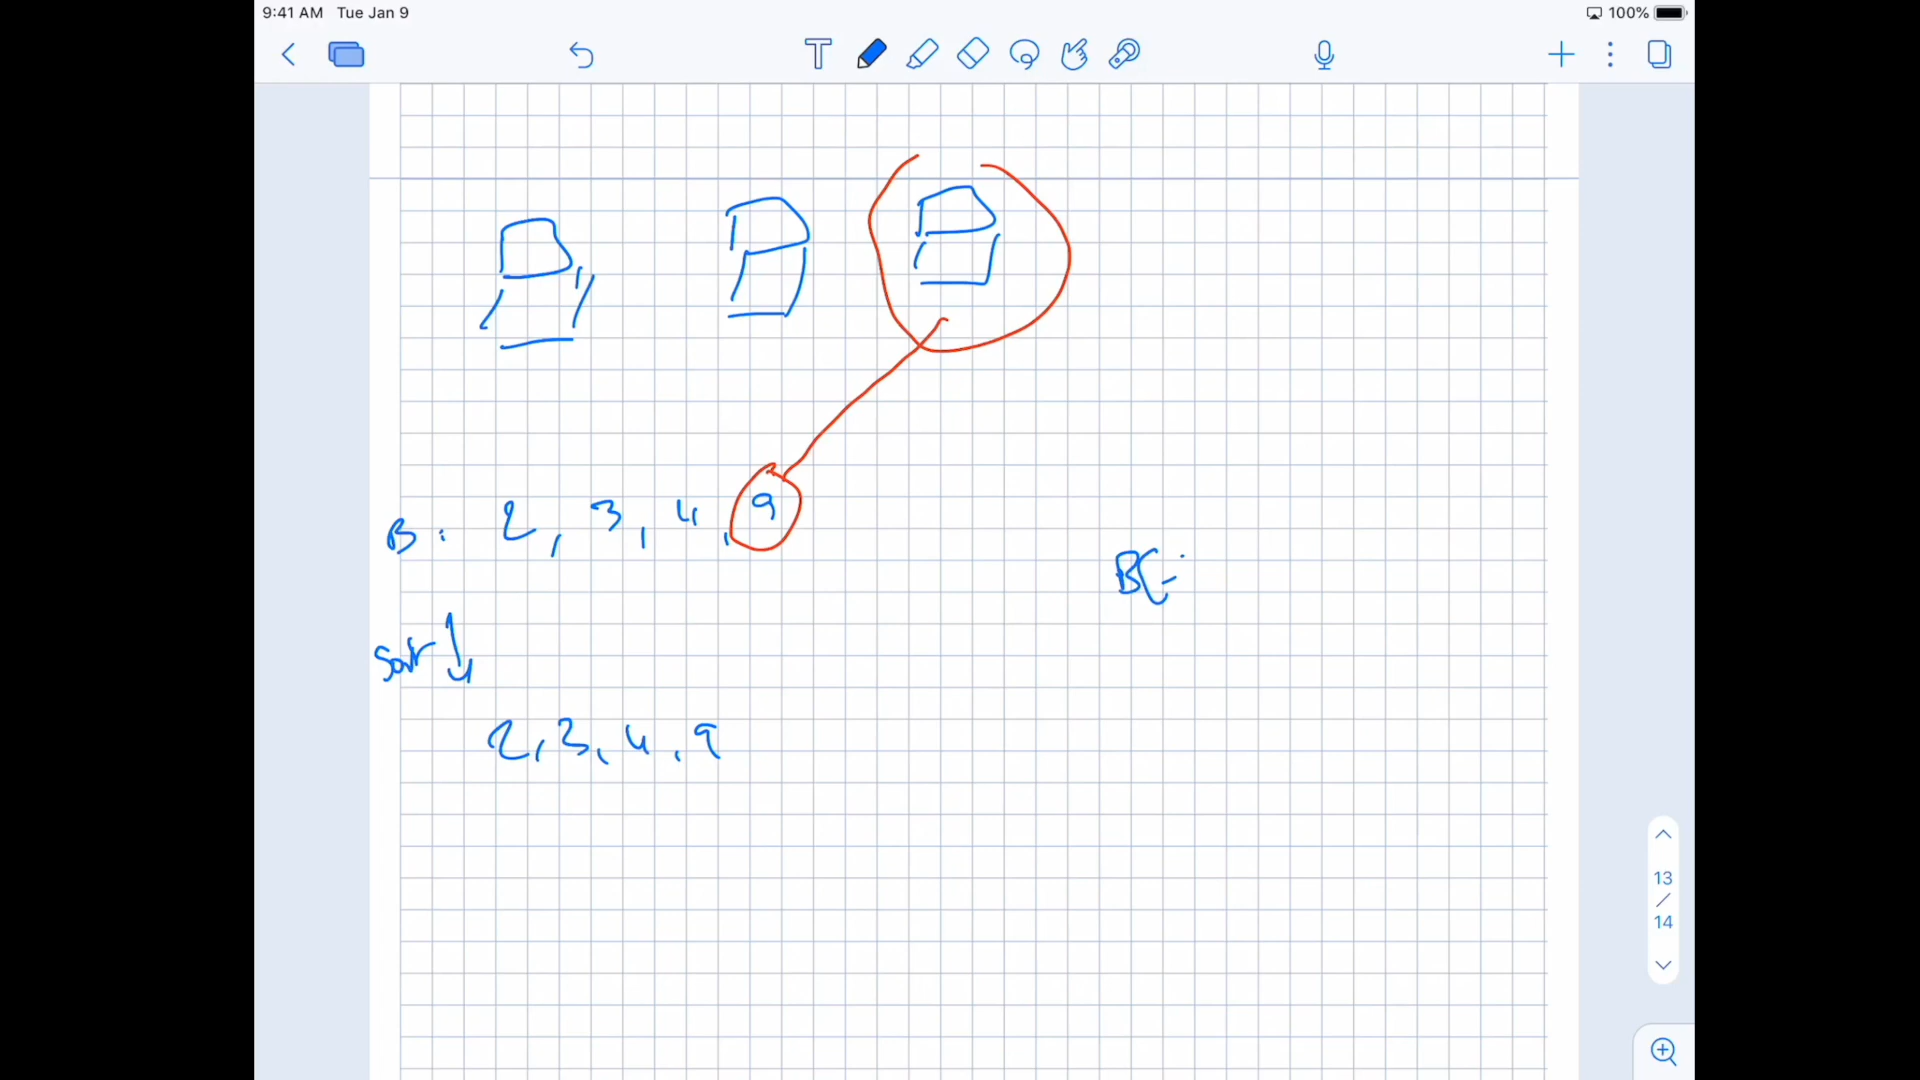 9:41 AM Tue Jan 9
100%
T
B: 2, 3, 4, 9
B[-
Sort ↓
2, 3, 4, 9
13
/
14